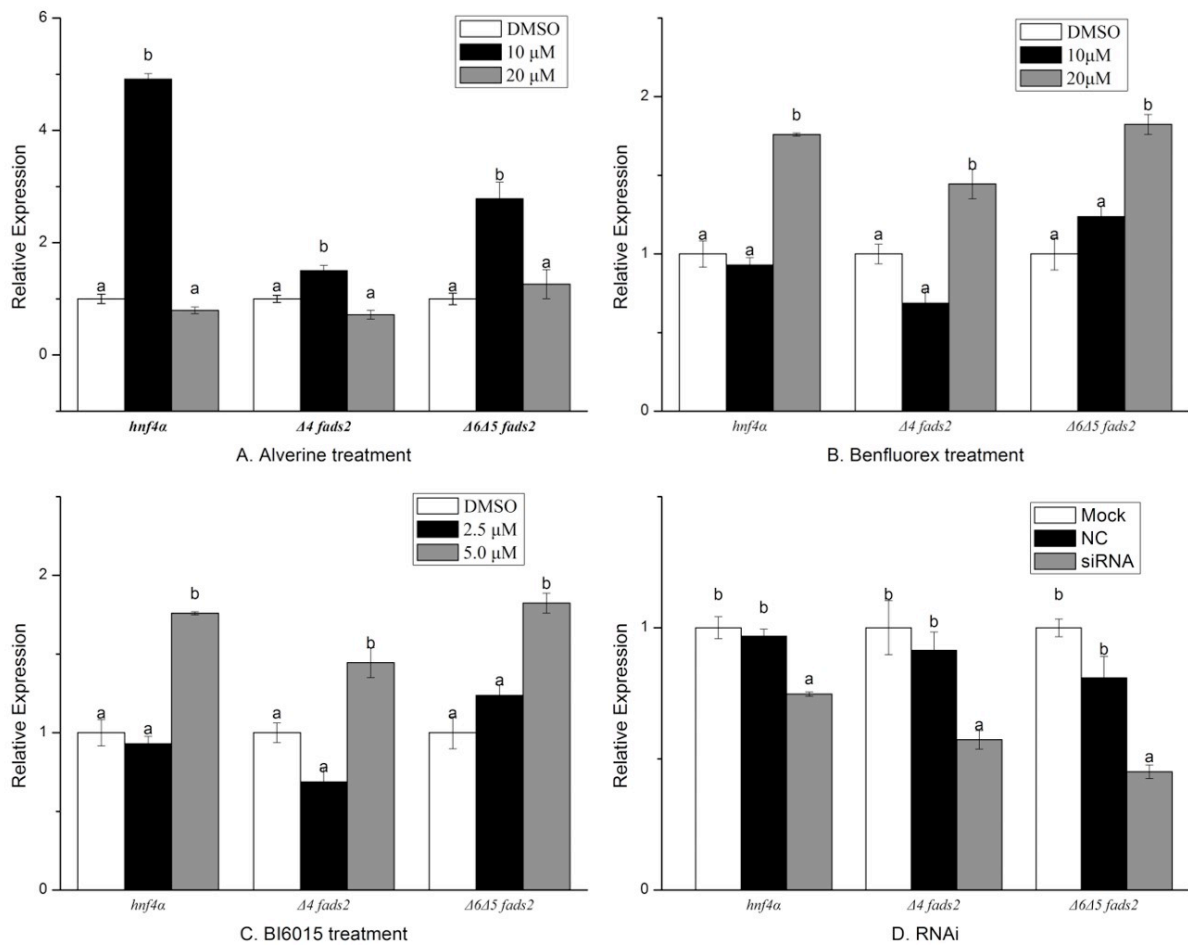 DMSO
10 μM
20 μM
Relative Expression
6
4
2
0
a b a a b a a b a
hnf4α Δ4 fads2 Δ6Δ5 fads2
A. Alverine treatment
DMSO
10μM
20μM
Relative Expression
2
1
0
a a b a a b a a b
hnf4α Δ4 fads2 Δ6Δ5 fads2
B. Benfluorex treatment
DMSO
2.5 μM
5.0 μM
Relative Expression
2
1
0
a a b a a b a a b
hnf4α Δ4 fads2 Δ6Δ5 fads2
C. BI6015 treatment
Mock
NC
siRNA
Relative Expression
1
0
b b a b b a b b a
hnf4α Δ4 fads2 Δ6Δ5 fads2
D. RNAi